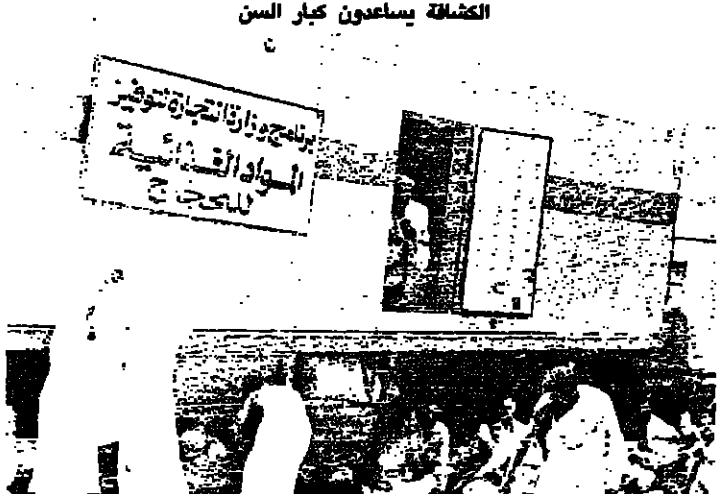 الكشافة يساعدون كبار السن
برنامج وزارة التجارة لتوفير
المواد الغذائية
للحجاج